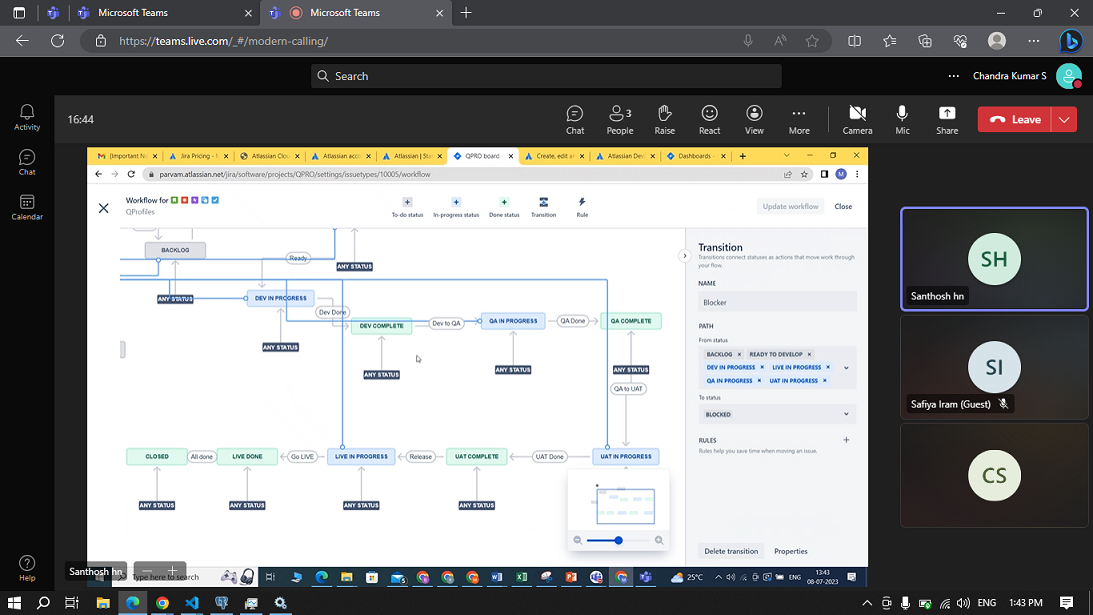 Microsoft Teams
Microsoft Teams
https://teams.live.com/_#/modern-calling/
Search
Chandra Kumar S
Activity
Chat
Calendar
Help
16:44
Chat
People
3
Raise
React
View
More
Camera
Mic
Share
Leave
[Important N
Jira Pricing - M
Atlassian Clou
Atlassian acco
Atlassian | Sta
QPRO board -
Create, edit a
Atlassian De
Dashboards -
M
parvam.atlassian.net/jira/software/projects/QPRO/settings/issuetypes/10005/workflow
Workflow for
QProfiles
To-do status
In-progress status
Done status
Transition
Rule
Update workflow
Close
BACKLOG
Ready
ANY STATUS
ANY STATUS
DEV IN PROGRESS
Dev Done
DEV COMPLETE
Dev to QA
QA IN PROGRESS
QA Done
QA COMPLETE
ANY STATUS
ANY STATUS
ANY STATUS
ANY STATUS
QA to UAT
CLOSED
All done
LIVE DONE
Go LIVE
LIVE IN PROGRESS
Release
UAT COMPLETE
UAT Done
UAT IN PROGRESS
ANY STATUS
ANY STATUS
ANY STATUS
ANY STATUS
Transition
Transitions connect statuses as actions that move work through
your flow.
NAME
Blocker
PATH
From status
BACKLOG
READY TO DEVELOP
DEV IN PROGRESS
LIVE IN PROGRESS
QA IN PROGRESS
UAT IN PROGRESS
To status
BLOCKED
RULES
Rules help you save time when moving an issue.
Delete transition
Properties
SH
Santhosh hn
SI
Safiya Iram (Guest)
CS
Santhosh hn
Type here to search
25°C
ENG
13:43
08-07-2023
ENG
1:43 PM